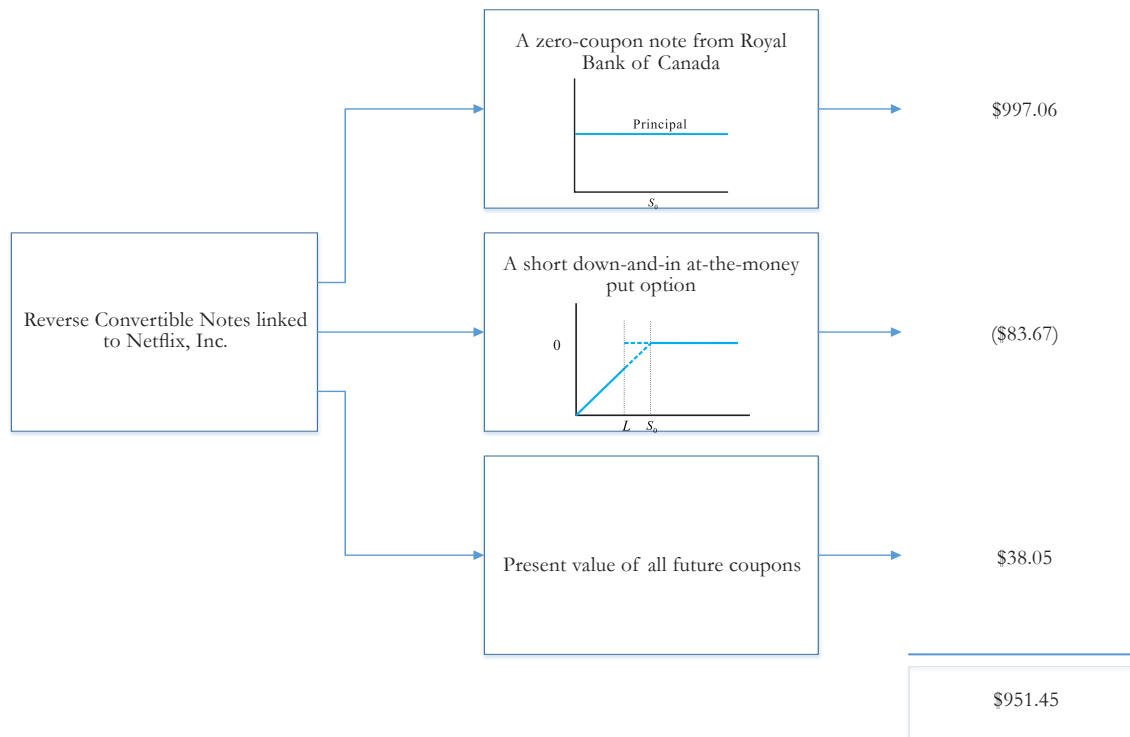 A zero-coupon note from Royal
Bank of Canada
Principal
S₀
$997.06
Reverse Convertible Notes linked
to Netflix, Inc.
A short down-and-in at-the-money
put option
0
L S₀
($83.67)
Present value of all future coupons
$38.05
$951.45